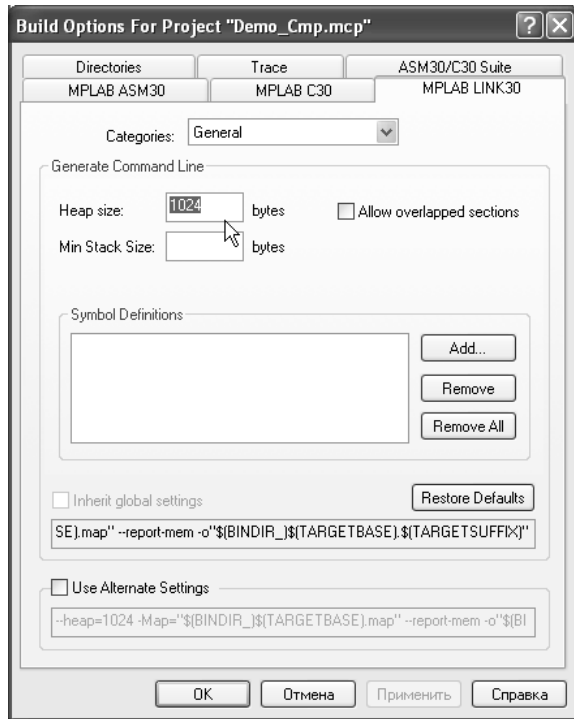 Build Options For Project "Demo_Cmp.mcp"
Directories Trace ASM30/C30 Suite
MPLAB ASM30 MPLAB C30 MPLAB LINK30
Categories: General
Generate Command Line
Heap size: 1024 bytes Allow overlapped sections
Min Stack Size: bytes
Symbol Definitions
Add...
Remove
Remove All
Inherit global settings Restore Defaults
SE).map" --report-mem -o"$(BINDIR_)$(TARGETBASE).$(TARGETSUFFIX)"
Use Alternate Settings
--heap=1024 -Map="$(BINDIR_)$(TARGETBASE).map" --report-mem -o"$(BI
OK Отмена Применить Справка